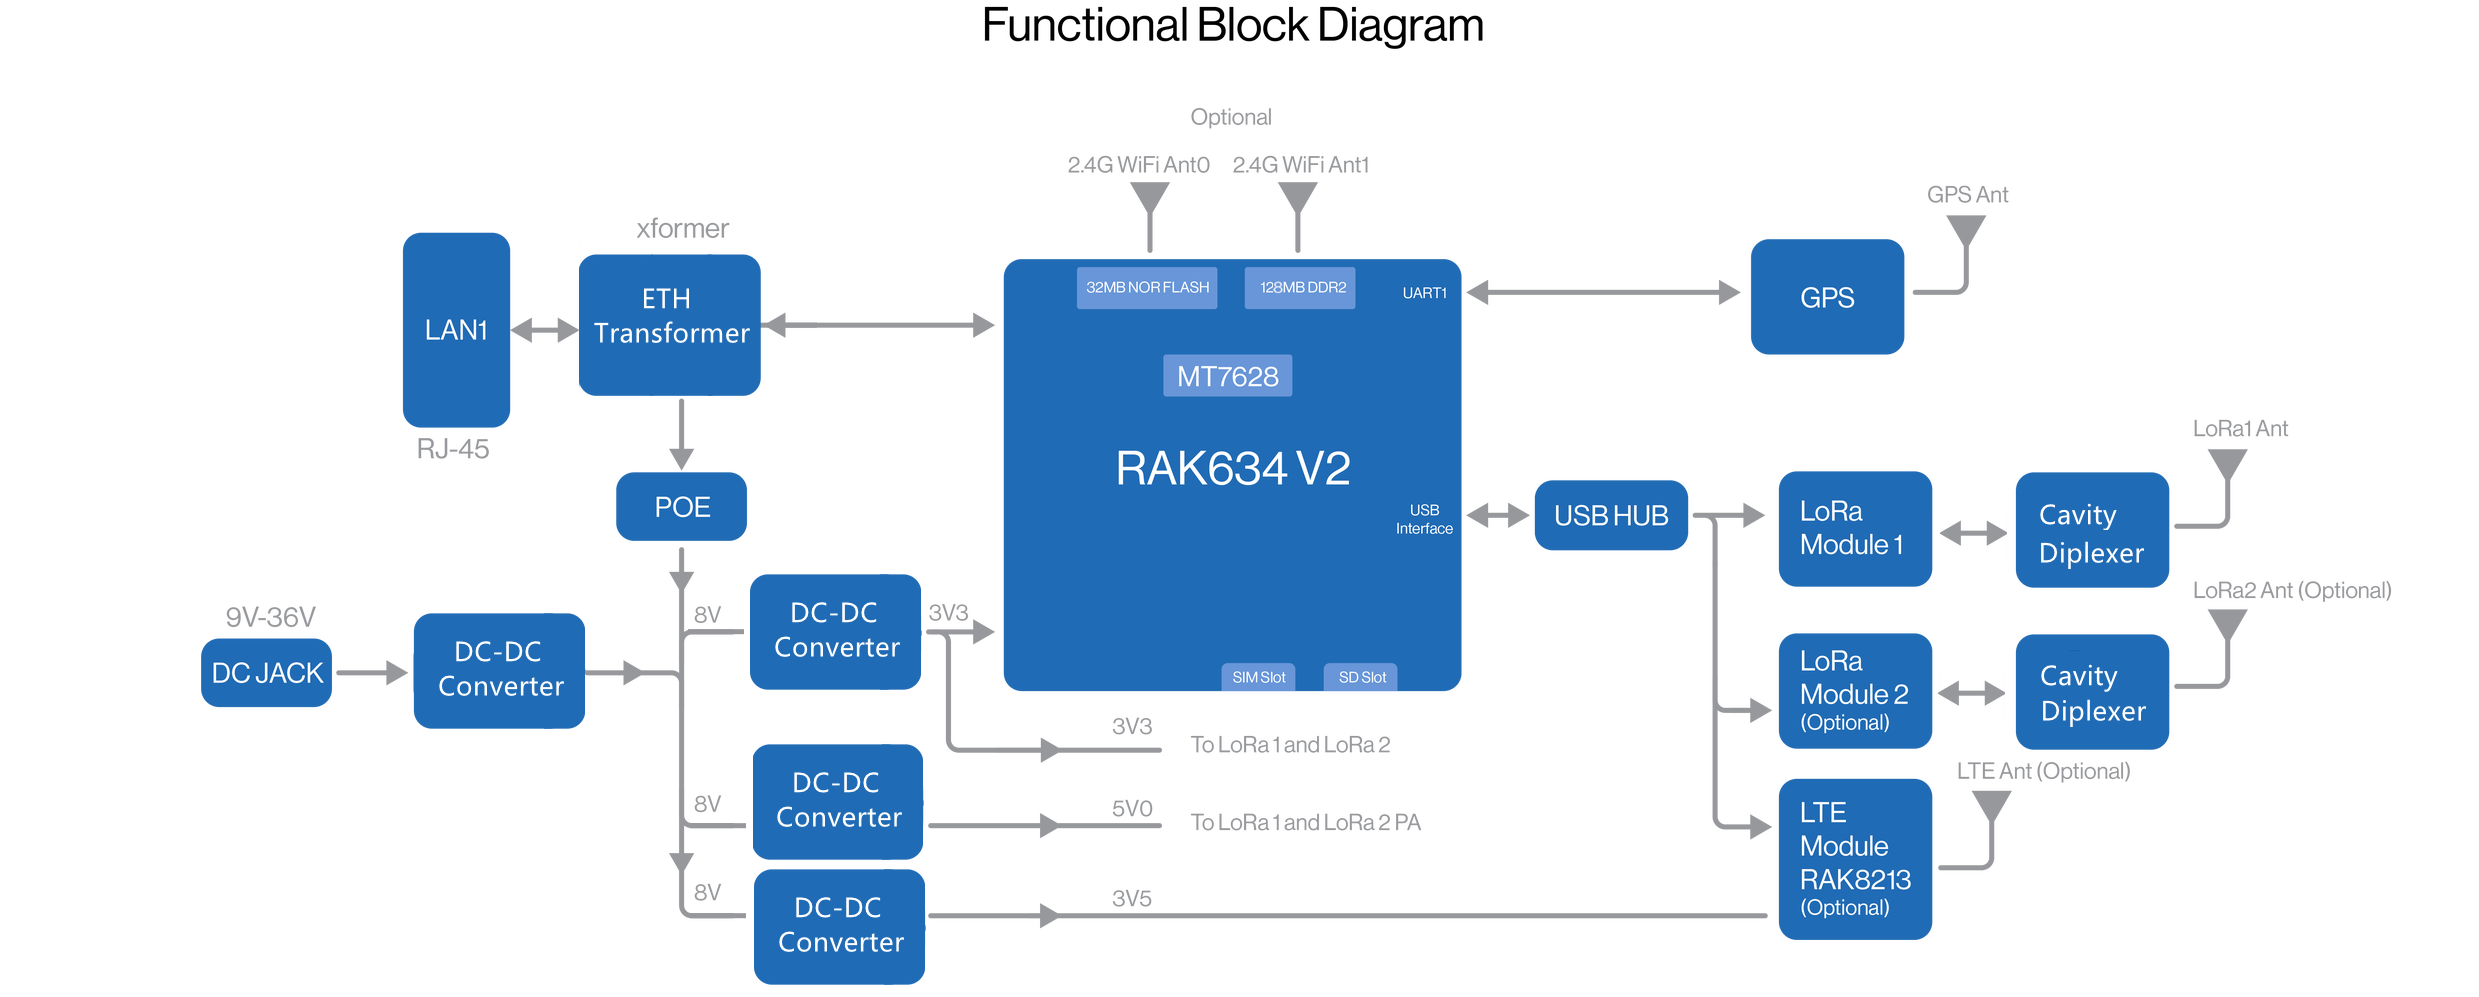 Functional Block Diagram
Optional
2.4G WiFi Ant0
2.4G WiFi Ant1
GPS Ant
xformer
LAN1
RJ-45
ETH
Transformer
32MB NOR FLASH
128MB DDR2
UART1
MT7628
RAK634 V2
USB
Interface
SIM Slot
SD Slot
GPS
POE
USB HUB
LoRa
Module 1
Cavity
Diplexer
LoRa1 Ant
LoRa2 Ant (Optional)
LoRa
Module 2
(Optional)
Cavity
Diplexer
LTE Ant (Optional)
LTE
Module
RAK8213
(Optional)
9V-36V
DC JACK
DC-DC
Converter
8V
DC-DC
Converter
3V3
3V3
To LoRa 1 and LoRa 2
8V
DC-DC
Converter
5V0
To LoRa 1 and LoRa 2 PA
8V
DC-DC
Converter
3V5